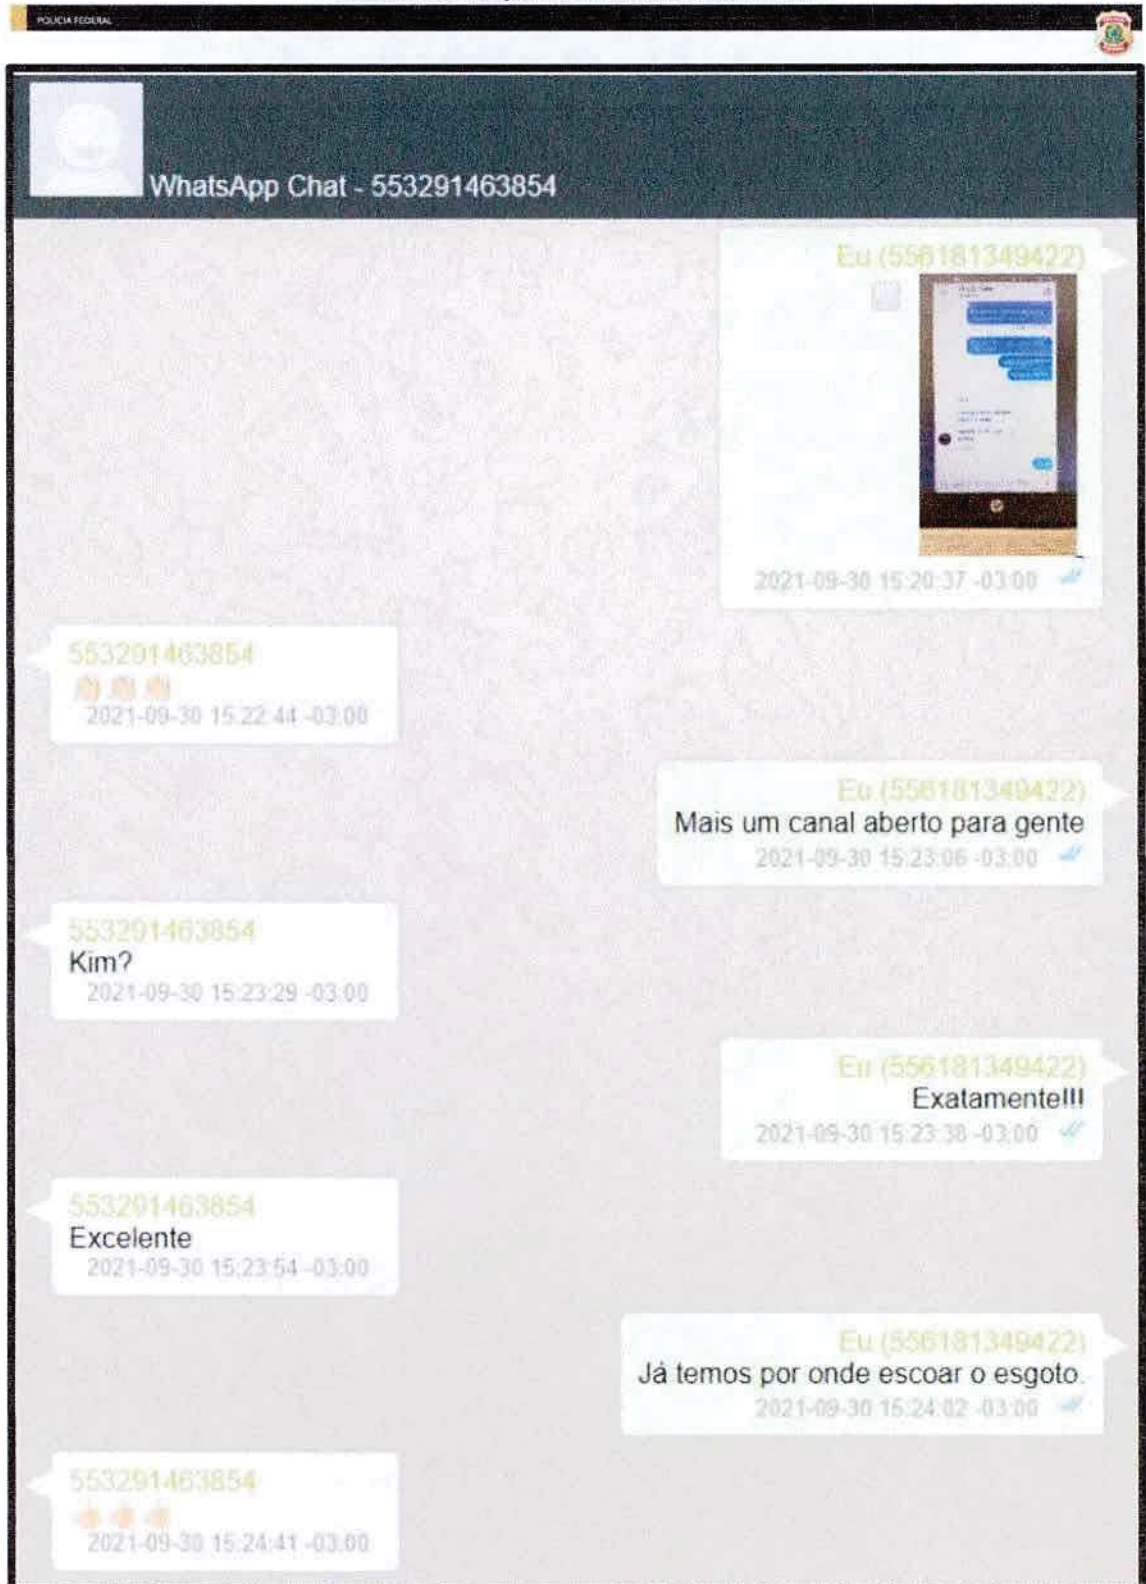 POLICIA FEDERAL
WhatsApp Chat - 553291463854
Eu (556181349422)
2021-09-30 15:20:37 -03:00
553291463854
2021-09-30 15:22:44 -03:00
Eu (556181349422)
Mais um canal aberto para gente
2021-09-30 15:23:06 -03:00
553291463854
Kim?
2021-09-30 15:23:29 -03:00
Eu (556181349422)
Exatamente!!!
2021-09-30 15:23:38 -03:00
553291463854
Excelente
2021-09-30 15:23:54 -03:00
Eu (556181349422)
Já temos por onde escoar o esgoto.
2021-09-30 15:24:02 -03:00
553291463854
2021-09-30 15:24:41 -03:00